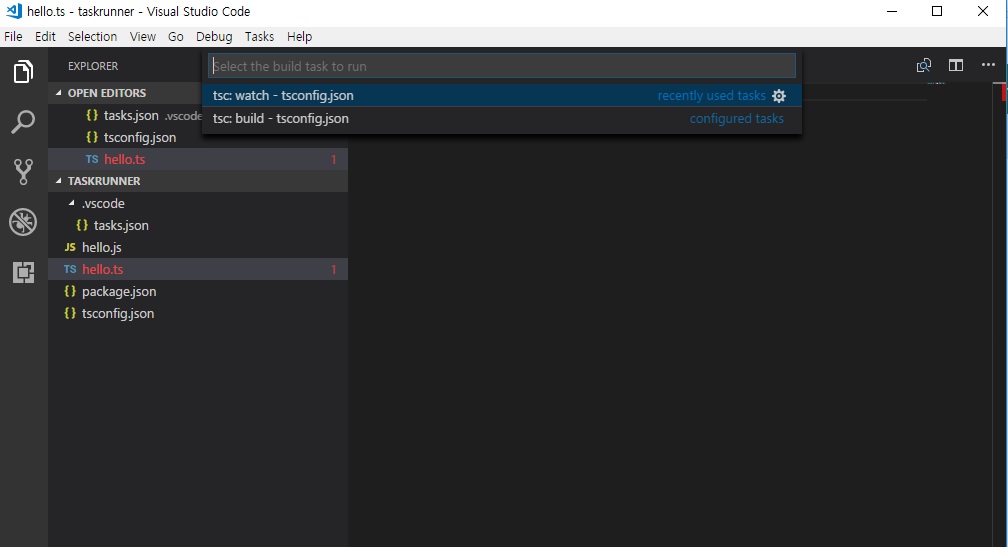 hello.ts - taskrunner - Visual Studio Code
File Edit Selection View Go Debug Tasks Help
EXPLORER
Select the build task to run
tsc: watch - tsconfig.json recently used tasks
tsc: build - tsconfig.json configured tasks
OPEN EDITORS
{} tasks.json .vscode
{} tsconfig.json
TS hello.ts 1
TASKRUNNER
.vscode
{} tasks.json
JS hello.js
TS hello.ts 1
{} package.json
{} tsconfig.json